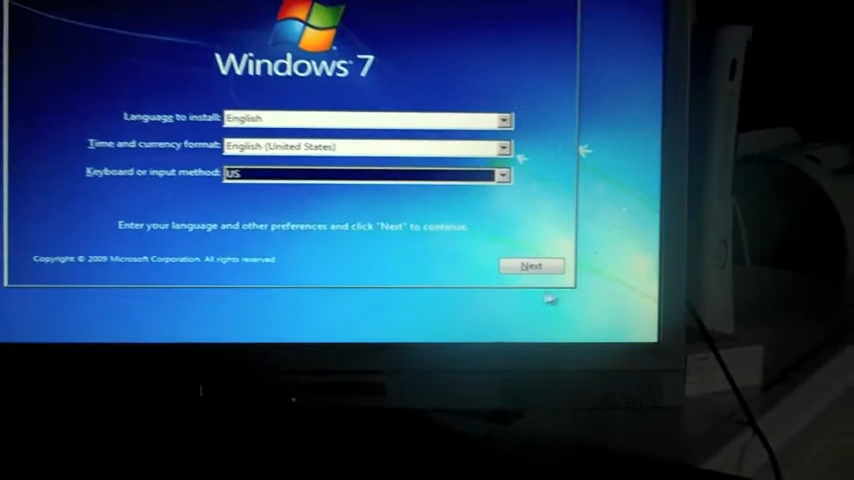 Windows 7
Language to install: English
Time and currency format: English (United States)
Keyboard or input method: US
Enter your language and other preferences and click "Next" to continue.
Copyright © 2009 Microsoft Corporation. All rights reserved.
Next